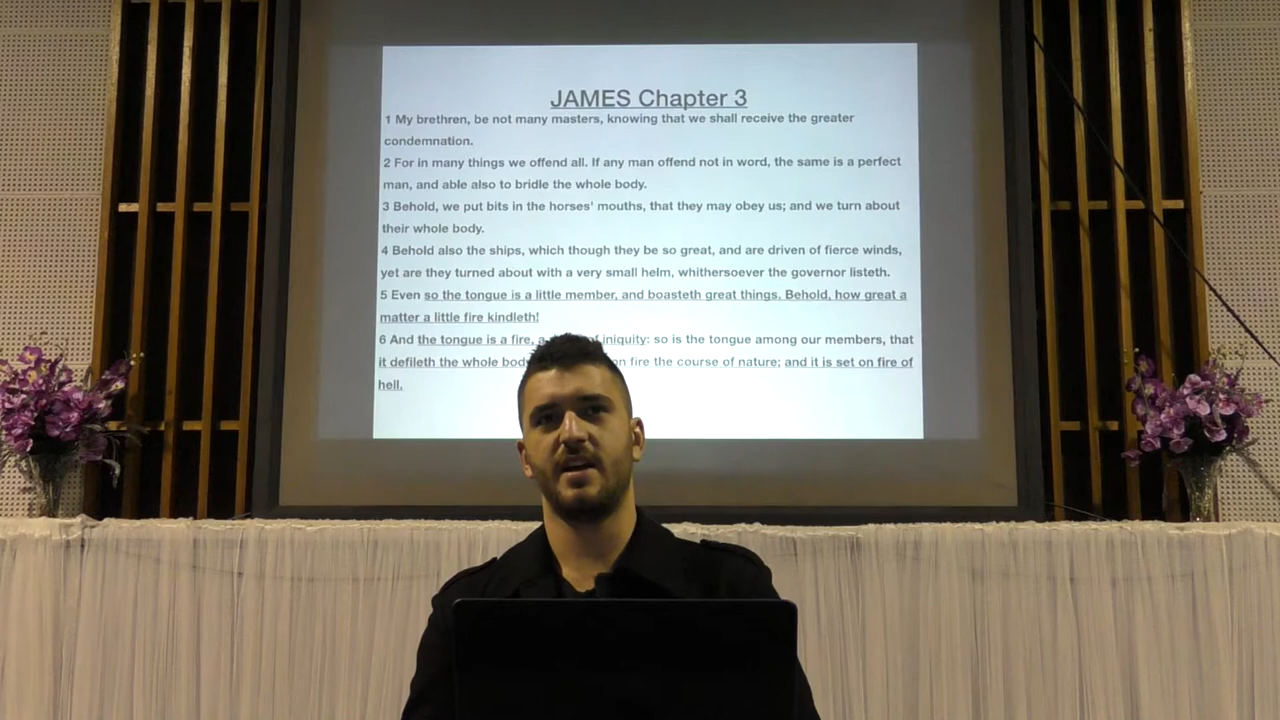 JAMES Chapter 3
1 My brethren, be not many masters, knowing that we shall receive the greater
condemnation.
2 For in many things we offend all. If any man offend not in word, the same is a perfect
man, and able also to bridle the whole body.
3 Behold, we put bits in the horses' mouths, that they may obey us; and we turn about
their whole body.
4 Behold also the ships, which though they be so great, and are driven of fierce winds,
yet are they turned about with a very small helm, whithersoever the governor listeth.
5 Even so the tongue is a little member, and boasteth great things. Behold, how great a
matter a little fire kindleth!
6 And the tongue is a fire, a of iniquity: so is the tongue among our members, that
it defileth the whole body on fire the course of nature; and it is set on fire of
hell.